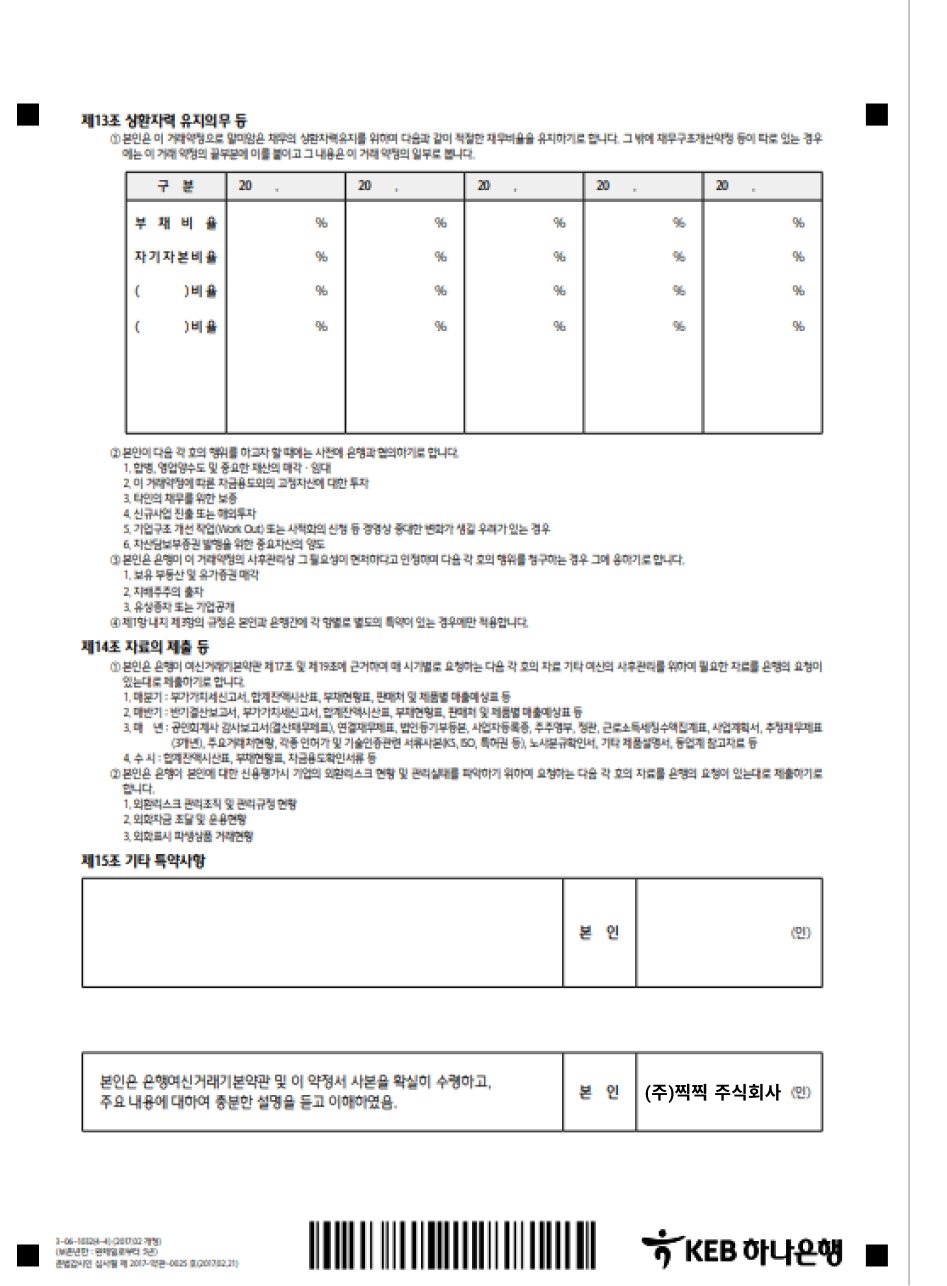 제13조 상환자력 유지의무 등
① 본인은 이 거래약정으로 말미암은 채무의 상환자력유지를 위하여 다음과 같이 적절한 재무비율을 유지하기로 합니다. 그 밖에 재무구조개선약정 등이 따로 있는 경우
에는 이 거래 약정의 끝부분에 이를 붙이고 그 내용은 이 거래 약정의 일부로 봅니다.
구 분 20 . 20 . 20 . 20 . 20 .
부 채 비 율 % % % % %
자기자본비율 % % % % %
( )비율 % % % % %
( )비율 % % % % %
② 본인이 다음 각 호의 행위를 하고자 할 때에는 사전에 은행과 협의하기로 합니다.
1. 합병, 영업양수도 및 중요한 재산의 매각 · 임대
2. 이 거래약정에 따른 자금용도외의 고정자산에 대한 투자
3. 타인의 채무를 위한 보증
4. 신규사업 진출 또는 해외투자
5. 기업구조 개선 작업(Work Out) 또는 사적화의 신청 등 경영상 중대한 변화가 생길 우려가 있는 경우
6. 자산담보부증권 발행을 위한 중요자산의 양도
③ 본인은 은행이 이 거래약정의 사후관리상 그 필요성이 현저하다고 인정하여 다음 각 호의 행위를 청구하는 경우 그에 응하기로 합니다.
1. 보유 부동산 및 유가증권 매각
2. 지배주주의 출자
3. 유상증자 또는 기업공개
④ 제1항 내지 제3항의 규정은 본인과 은행간에 각 항별로 별도의 특약이 있는 경우에만 적용합니다.
제14조 자료의 제출 등
① 본인은 은행이 여신거래기본약관 제17조 및 제19조에 근거하여 매 시기별로 요청하는 다음 각 호의 자료 기타 여신의 사후관리를 위하여 필요한 자료를 은행의 요청이
있는대로 제출하기로 합니다.
1. 매분기 : 부가가치세신고서, 합계잔액시산표, 부채현황표, 판매처 및 제품별 매출예상표 등
2. 매반기 : 반기결산보고서, 부가가치세신고서, 합계잔액시산표, 부채현황표, 판매처 및 제품별 매출예상표 등
3. 매 년 : 공인회계사 감사보고서(결산재무제표), 연결재무제표, 법인등기부등본, 사업자등록증, 주주명부, 정관, 근로소득세징수액집계표, 사업계획서, 추정재무제표
(3개년), 주요거래처현황, 각종 인허가 및 기술인증관련 서류사본(KS, ISO, 특허권 등), 노사분규확인서, 기타 제품설명서, 동업계 참고자료 등
4. 수 시 : 합계잔액시산표, 부채현황표, 자금용도확인서류 등
② 본인은 은행이 본인에 대한 신용평가시 기업의 외환리스크 현황 및 관리실태를 파악하기 위하여 요청하는 다음 각 호의 자료를 은행의 요청이 있는대로 제출하기로
합니다.
1. 외환리스크 관리조직 및 관리규정 현황
2. 외화자금 조달 및 운용현황
3. 외화표시 파생상품 거래현황
제15조 기타 특약사항
본 인 (인)
본인은 은행여신거래기본약관 및 이 약정서 사본을 확실히 수령하고,
주요 내용에 대하여 충분한 설명을 듣고 이해하였음.
본 인 (주)찍찍 주식회사 (인)
3-06-1032(4-4) (2017.02 개정)
(보존년한 : 완제일로부터 5년)
준법감시인 심사필 제 2017-약관-0025 호(2017.02.21)
KEB 하나은행